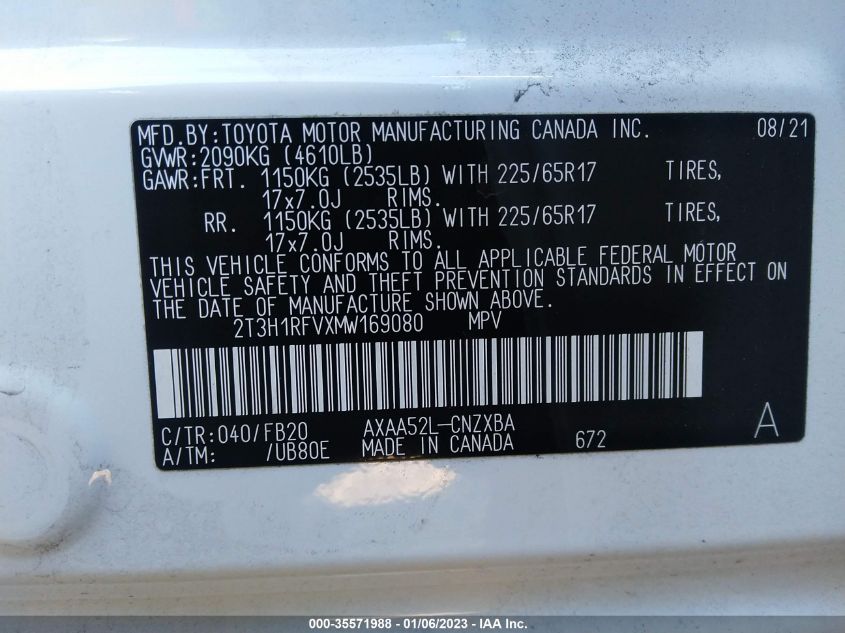 MFD.BY:TOYOTA MOTOR MANUFACTURING CANADA INC. 08/21
GVWR:2090KG (4610LB)
GAWR:FRT. 1150KG (2535LB) WITH 225/65R17 TIRES,
17x7.0J RIMS.
RR. 1150KG (2535LB) WITH 225/65R17 TIRES,
17x7.0J RIMS.
THIS VEHICLE CONFORMS TO ALL APPLICABLE FEDERAL MOTOR
VEHICLE SAFETY AND THEFT PREVENTION STANDARDS IN EFFECT ON
THE DATE OF MANUFACTURE SHOWN ABOVE.
2T3H1RFVXMW169080 MPV
C/TR:040/FB20 AXAA52L-CNZXBA A
A/TM: /UB80E MADE IN CANADA 672
000-35571988 | 01/06/2023 - IAA Inc.